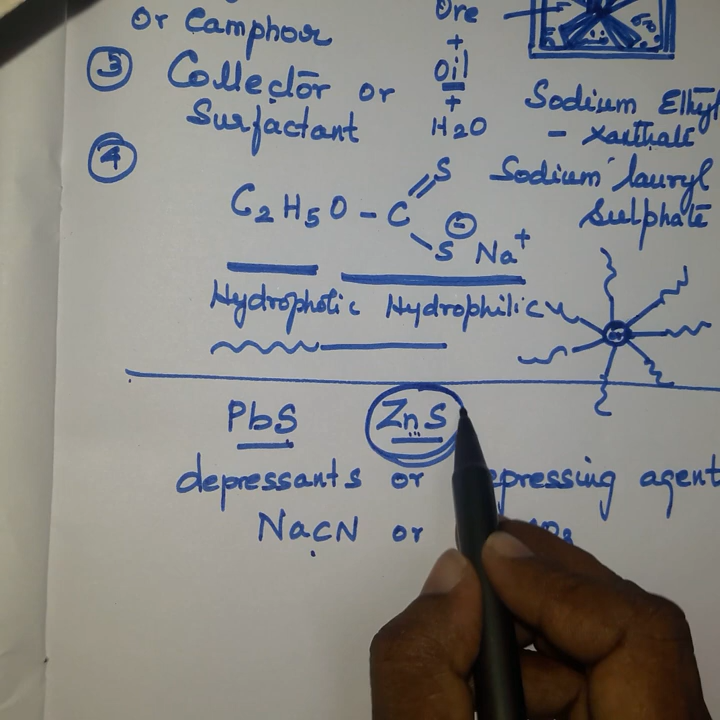 or Camphor
Ore
+
③ Collector or
Surfactant
Oil
+
H2O
Sodium Ethyl
- xanthate
④
Sodium lauryl
Sulphate
S
C2H5O - C
S⊖ Na+
Hydropholic Hydrophilic
PbS ZnS
depressants or epressing agent
NaCN or